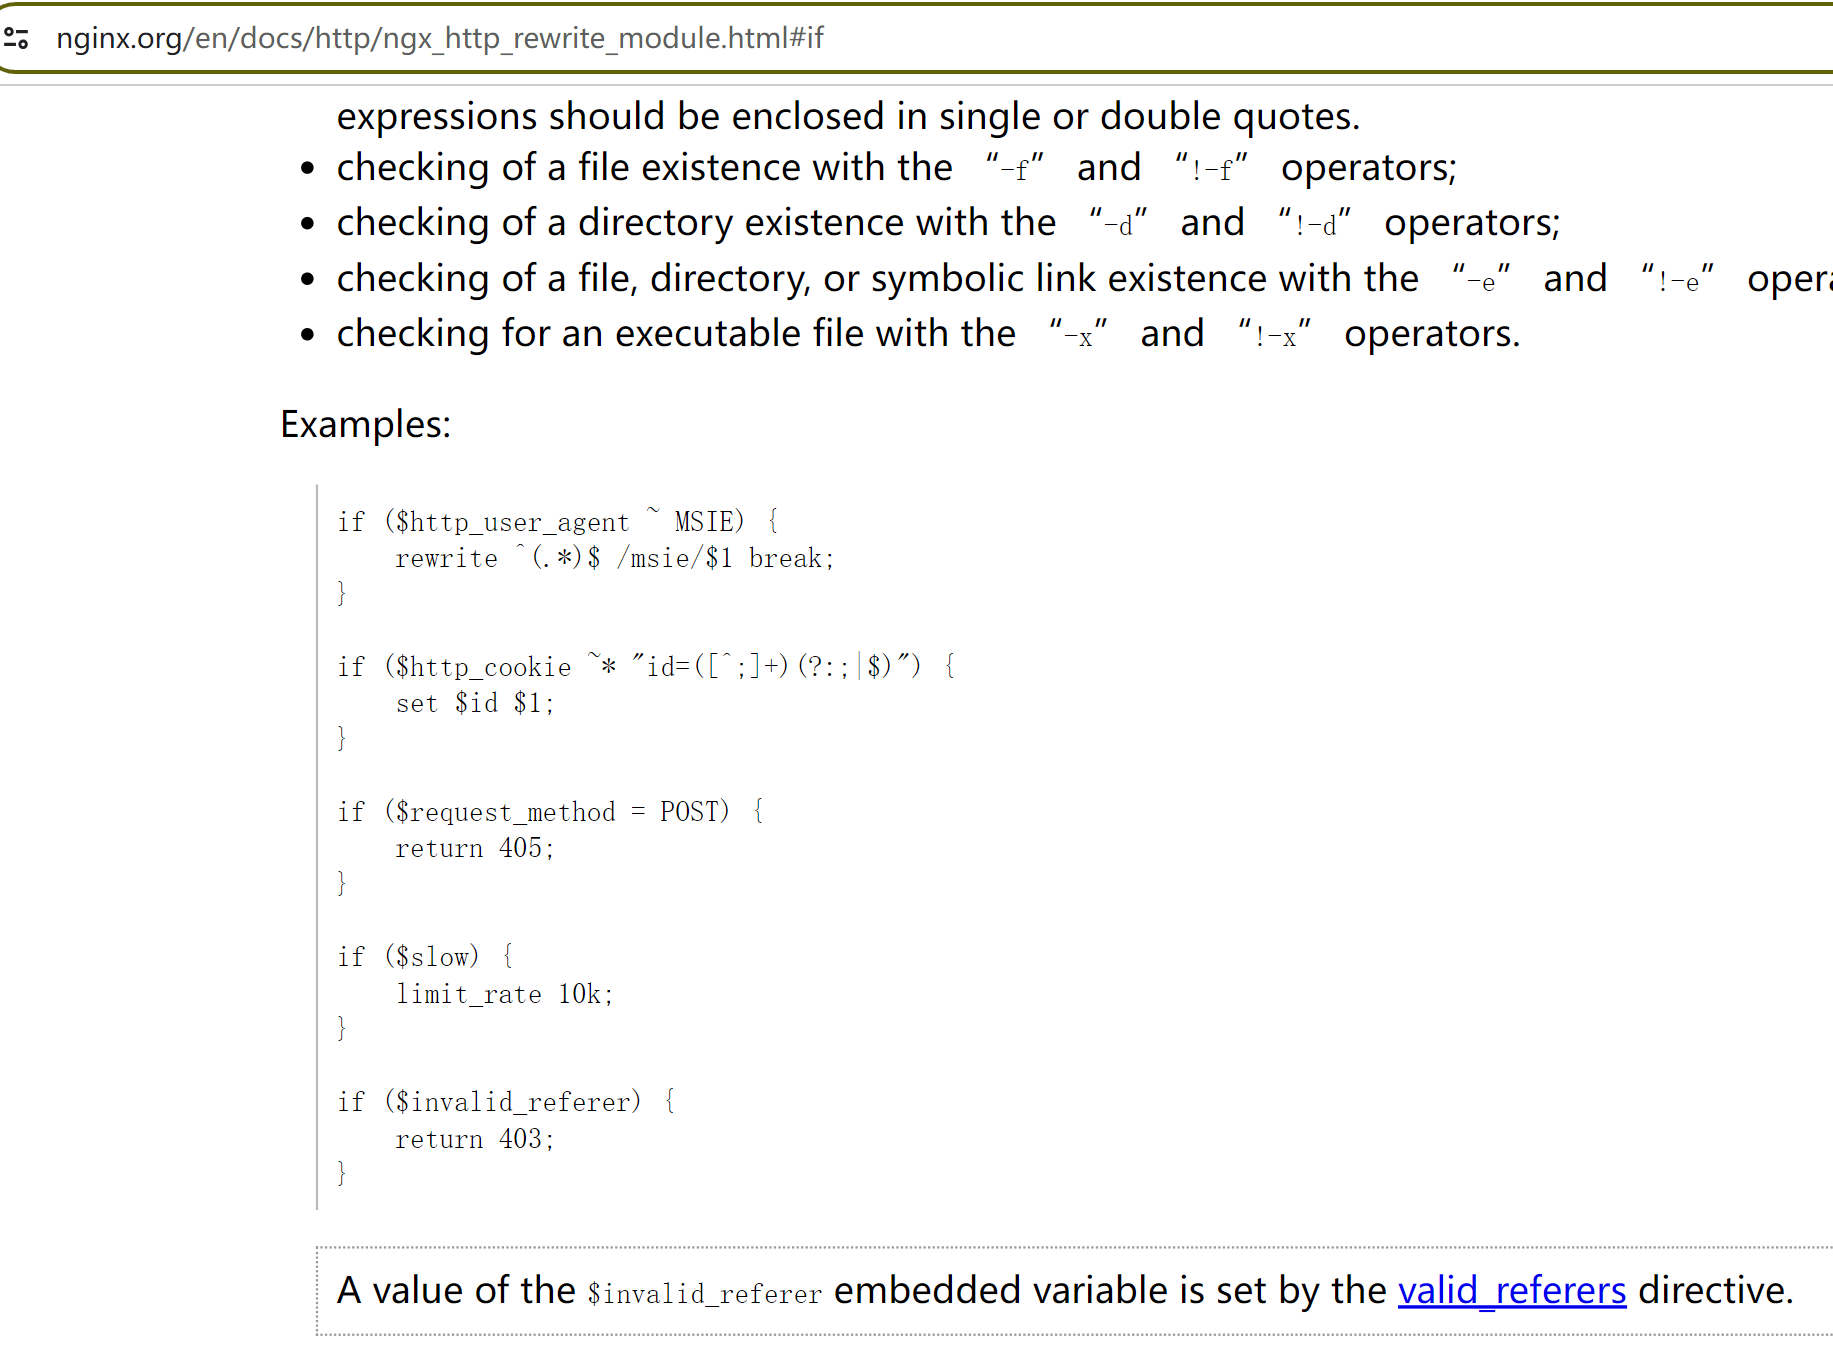 nginx.org/en/docs/http/ngx_http_rewrite_module.html#if
expressions should be enclosed in single or double quotes.
• checking of a file existence with the “-f” and “!-f” operators;
• checking of a directory existence with the “-d” and “!-d” operators;
• checking of a file, directory, or symbolic link existence with the “-e” and “!-e”
• checking for an executable file with the “-x” and “!-x” operators.
Examples:
if ($http_user_agent ~ MSIE) {
    rewrite ^(.*)$ /msie/$1 break;
}
if ($http_cookie ~* "id=([^;]+)(?:;|$)") {
    set $id $1;
}
if ($request_method = POST) {
    return 405;
}
if ($slow) {
    limit_rate 10k;
}
if ($invalid_referer) {
    return 403;
}
A value of the $invalid_referer embedded variable is set by the valid_referers directive.